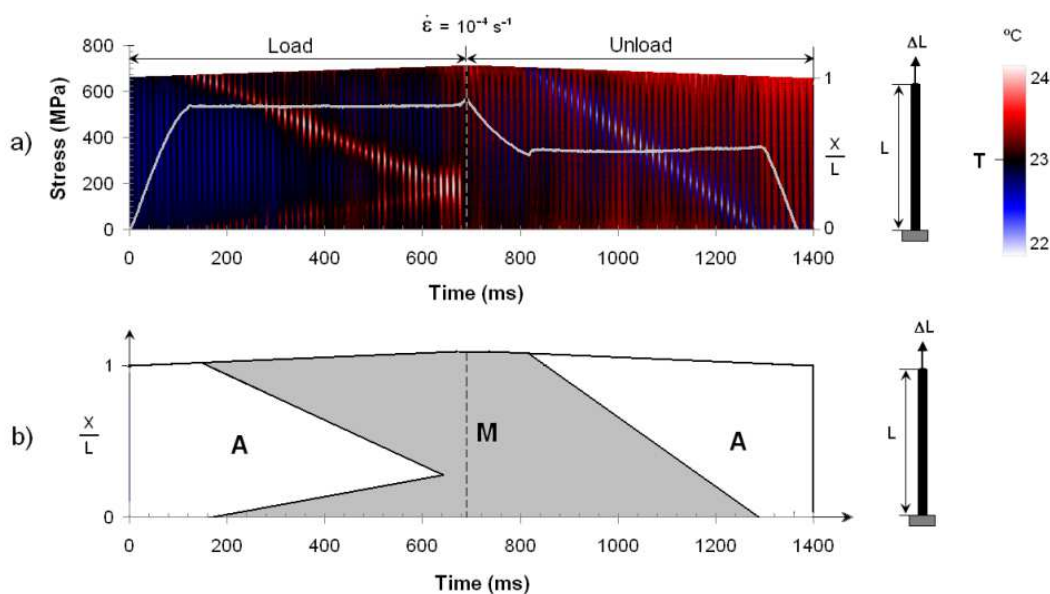 ε̇ = 10⁻⁴ s⁻¹
Load
Unload
a)
Stress (MPa)
800
600
400
200
0
1
X
L
0
0
200
400
600
800
1000
1200
1400
Time (ms)
ΔL
L
ºC
24
T
23
22
b)
X
L
1
0
A
M
A
0
200
400
600
800
1000
1200
1400
Time (ms)
ΔL
L